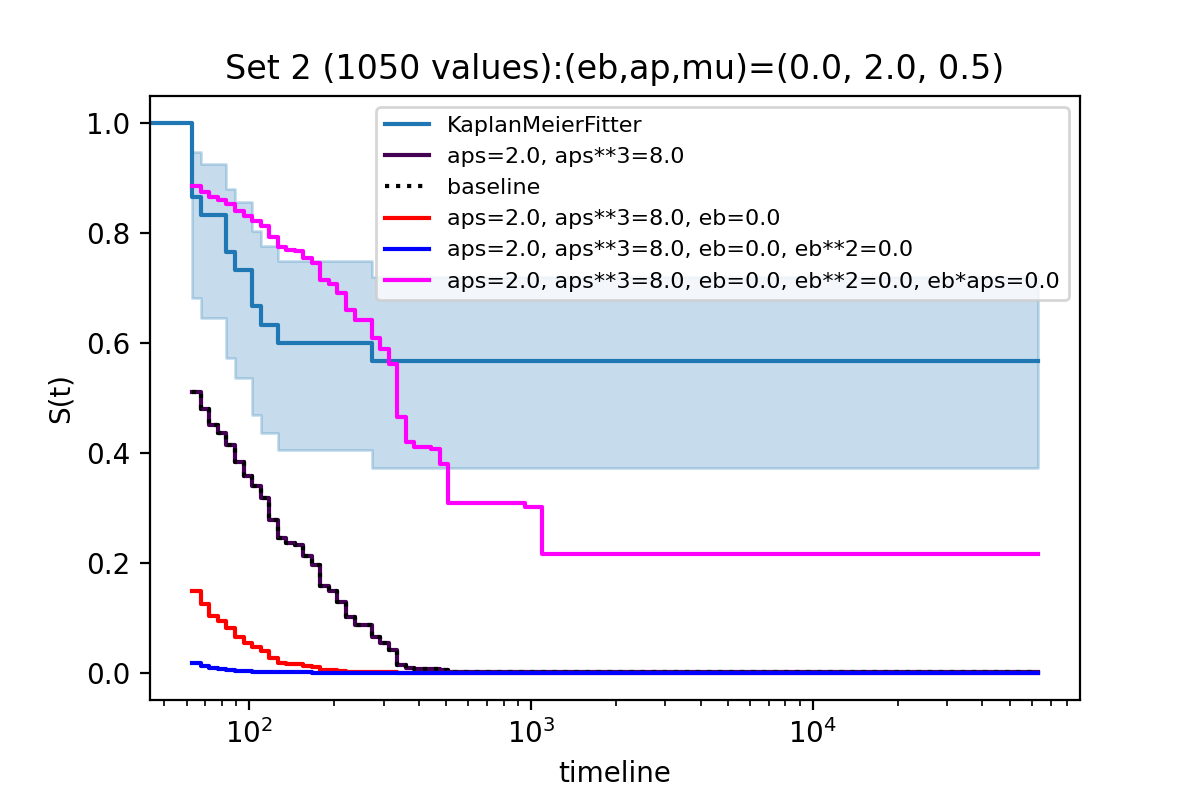 Set 2 (1050 values):(eb,ap,mu)=(0.0, 2.0, 0.5)
KaplanMeierFitter
aps=2.0, aps**3=8.0
baseline
aps=2.0, aps**3=8.0, eb=0.0
aps=2.0, aps**3=8.0, eb=0.0, eb**2=0.0
aps=2.0, aps**3=8.0, eb=0.0, eb**2=0.0, eb*aps=0.0
S(t)
1.0
0.8
0.6
0.4
0.2
0.0
10² 10³ 10⁴
timeline